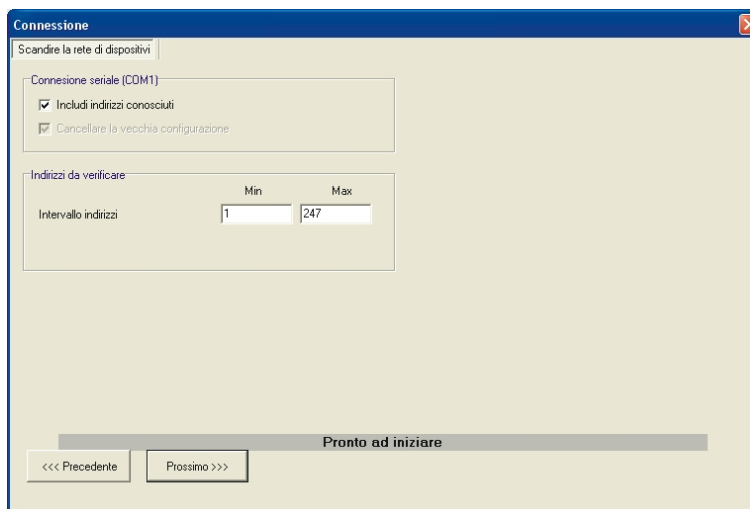 Connessione
Scandire la rete di dispositivi
Connesione seriale (COM1)
Includi indirizzi conosciuti
Cancellare la vecchia configurazione
Indirizzi da verificare
Min Max
Intervallo indirizzi 1 247
Pronto ad iniziare
<<< Precedente Prossimo >>>